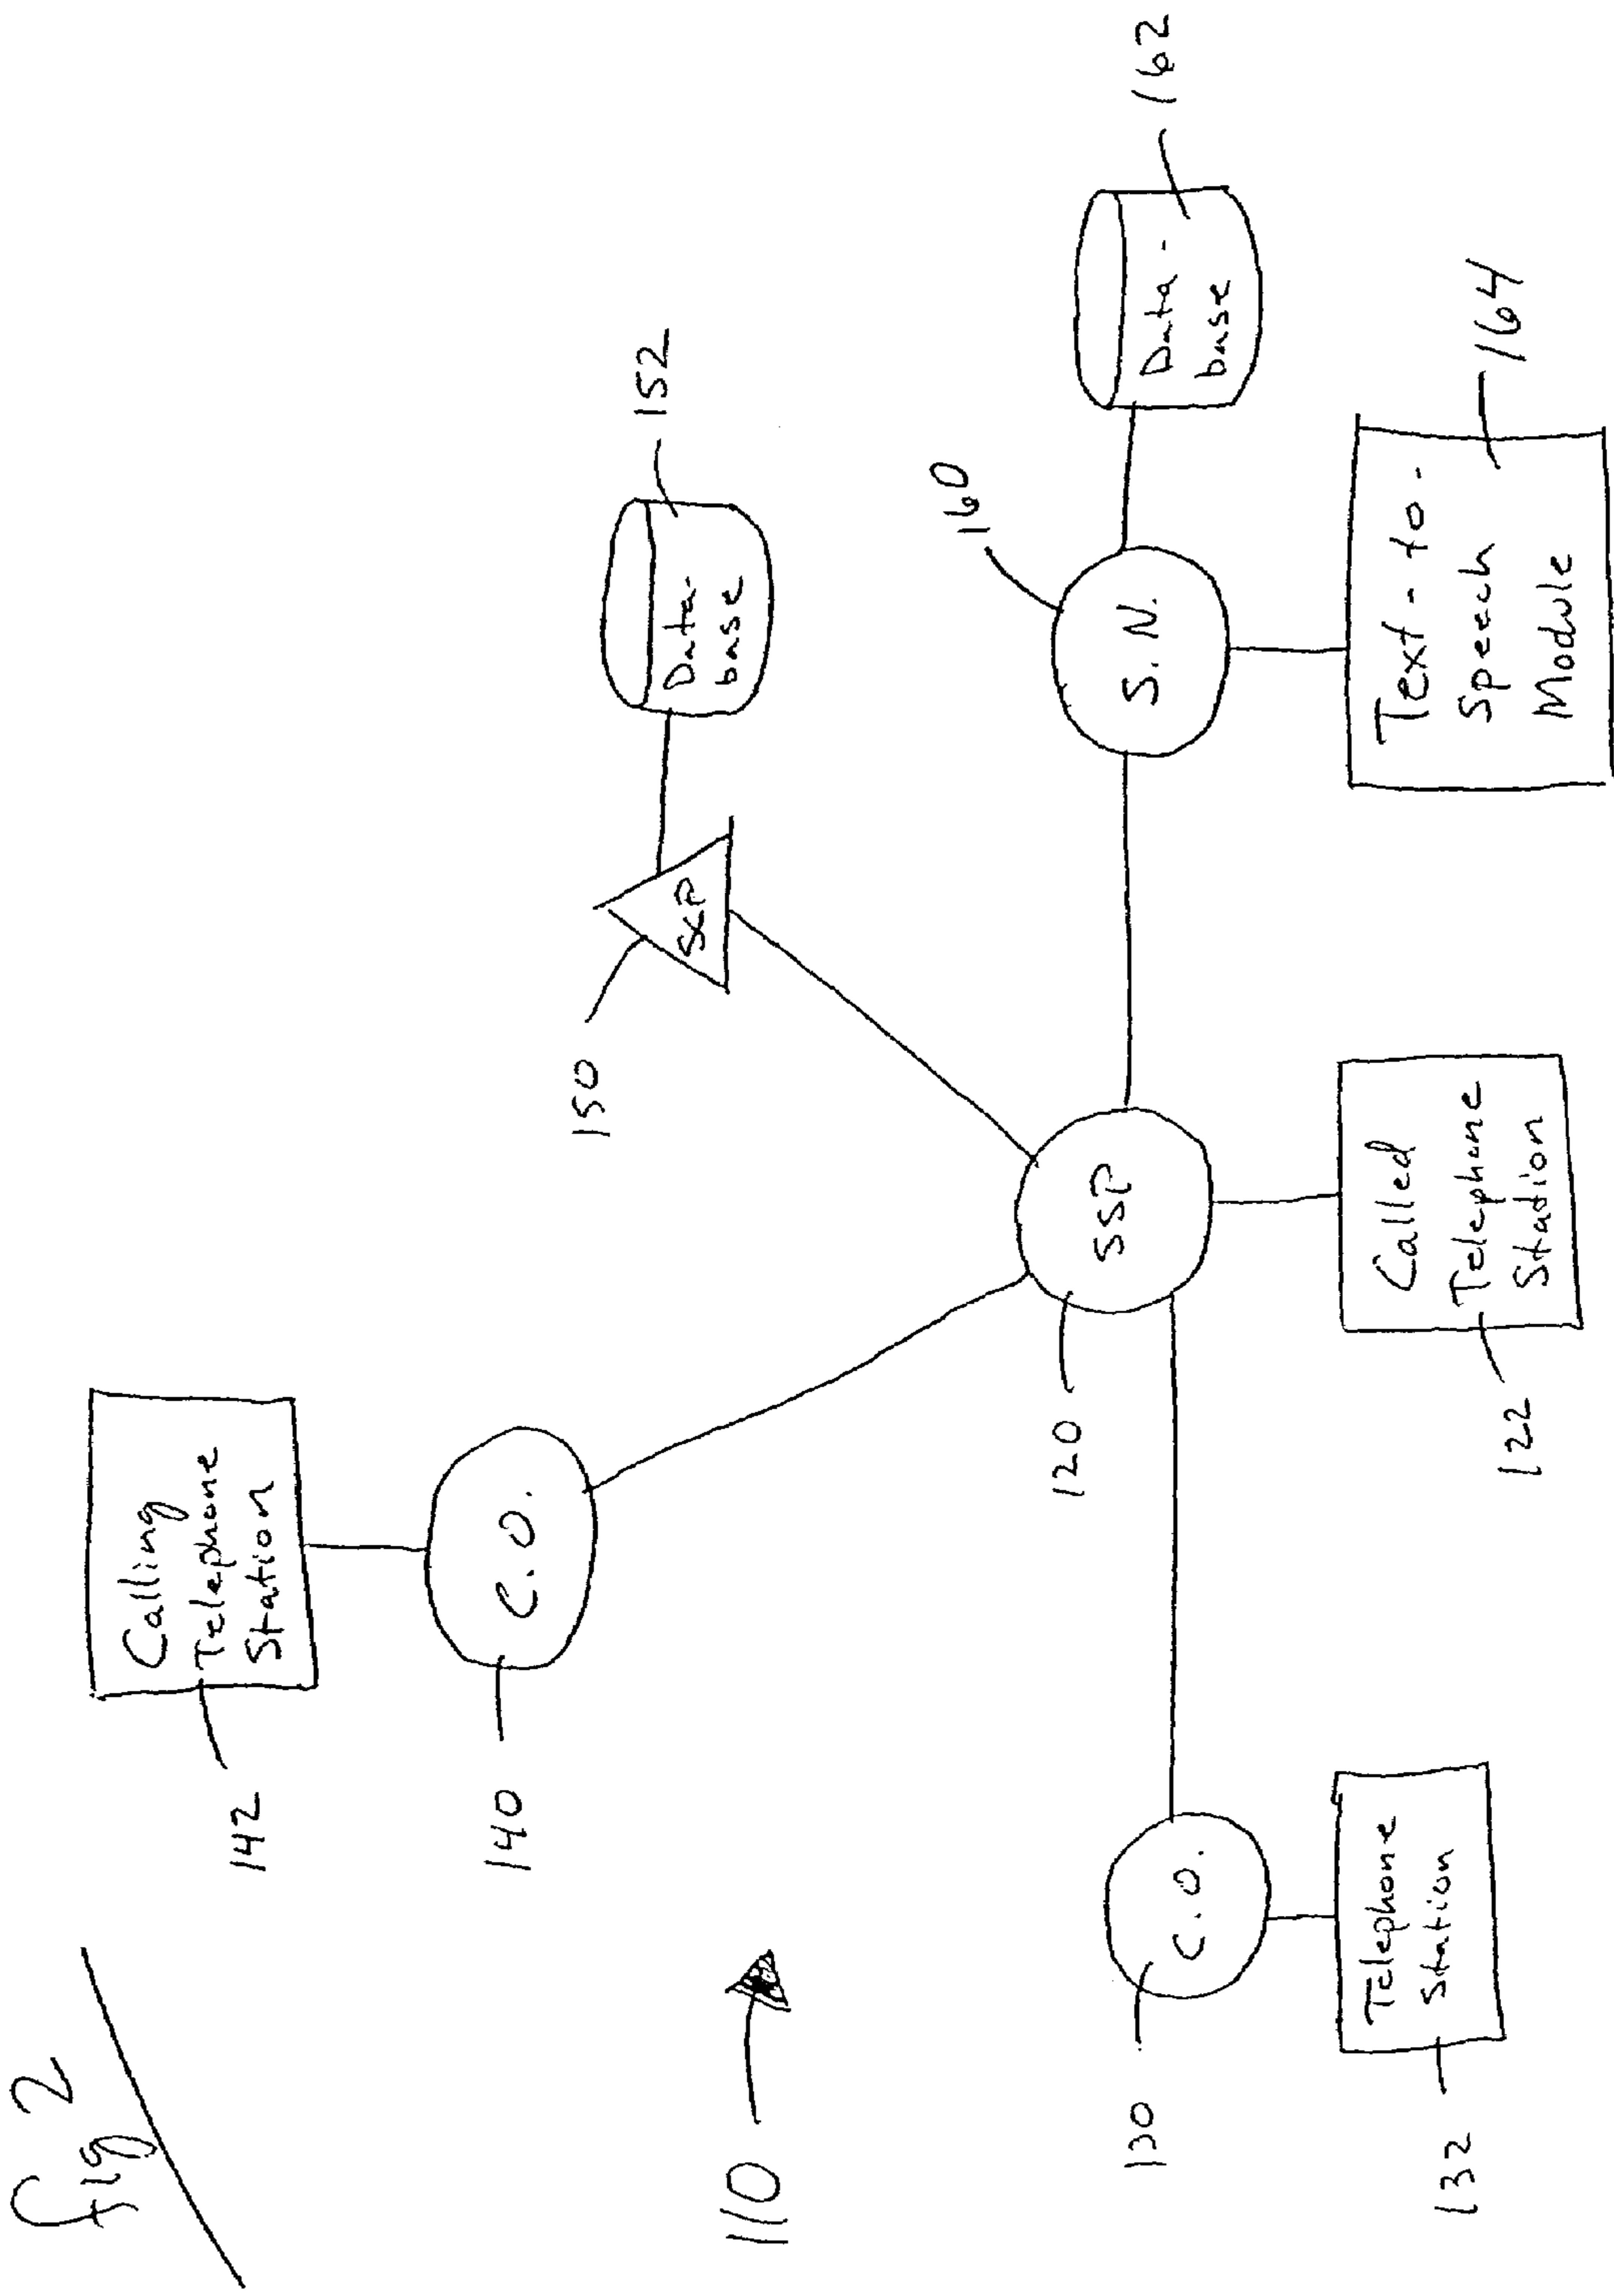 Fig 2
142
Calling
Telephone
Station
140
C.O.
110
150
SCP
Data-
base
152
120
SSP
160
S.N.
Data-
base
162
130
C.O.
132
Telephone
Station
122
Called
Telephone
Station
Text-to-
Speech
Module
164